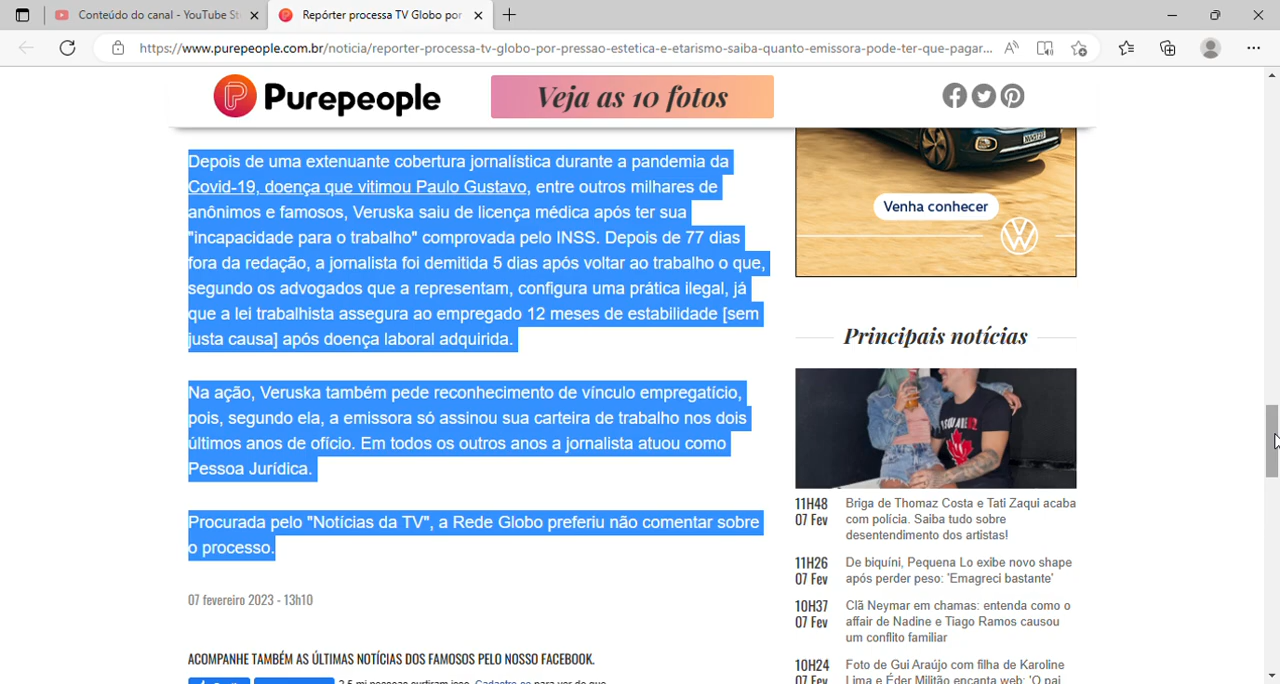 Conteúdo do canal - YouTube St
Repórter processa TV Globo por
https://www.purepeople.com.br/noticia/reporter-processa-tv-globo-por-pressao-estetica-e-etarismo-saiba-quanto-emissora-pode-ter-que-pagar...
Purepeople
Veja as 10 fotos
Depois de uma extenuante cobertura jornalística durante a pandemia da
Covid-19, doença que vitimou Paulo Gustavo, entre outros milhares de
anônimos e famosos, Veruska saiu de licença médica após ter sua
"incapacidade para o trabalho" comprovada pelo INSS. Depois de 77 dias
fora da redação, a jornalista foi demitida 5 dias após voltar ao trabalho o que,
segundo os advogados que a representam, configura uma prática ilegal, já
que a lei trabalhista assegura ao empregado 12 meses de estabilidade [sem
justa causa] após doença laboral adquirida.
Na ação, Veruska também pede reconhecimento de vínculo empregatício,
pois, segundo ela, a emissora só assinou sua carteira de trabalho nos dois
últimos anos de ofício. Em todos os outros anos a jornalista atuou como
Pessoa Jurídica.
Procurada pelo "Notícias da TV", a Rede Globo preferiu não comentar sobre
o processo.
07 fevereiro 2023 - 13h10
ACOMPANHE TAMBÉM AS ÚLTIMAS NOTÍCIAS DOS FAMOSOS PELO NOSSO FACEBOOK.
Venha conhecer
Principais notícias
11H48
07 Fev
Briga de Thomaz Costa e Tati Zaqui acaba
com polícia. Saiba tudo sobre
desentendimento dos artistas!
11H26
07 Fev
De biquíni, Pequena Lo exibe novo shape
após perder peso: 'Emagreci bastante'
10H37
07 Fev
Clã Neymar em chamas: entenda como o
affair de Nadine e Tiago Ramos causou
um conflito familiar
10H24
07 Fev
Foto de Gui Araújo com filha de Karoline
Lima e Éder Militão encanta web: 'O pai